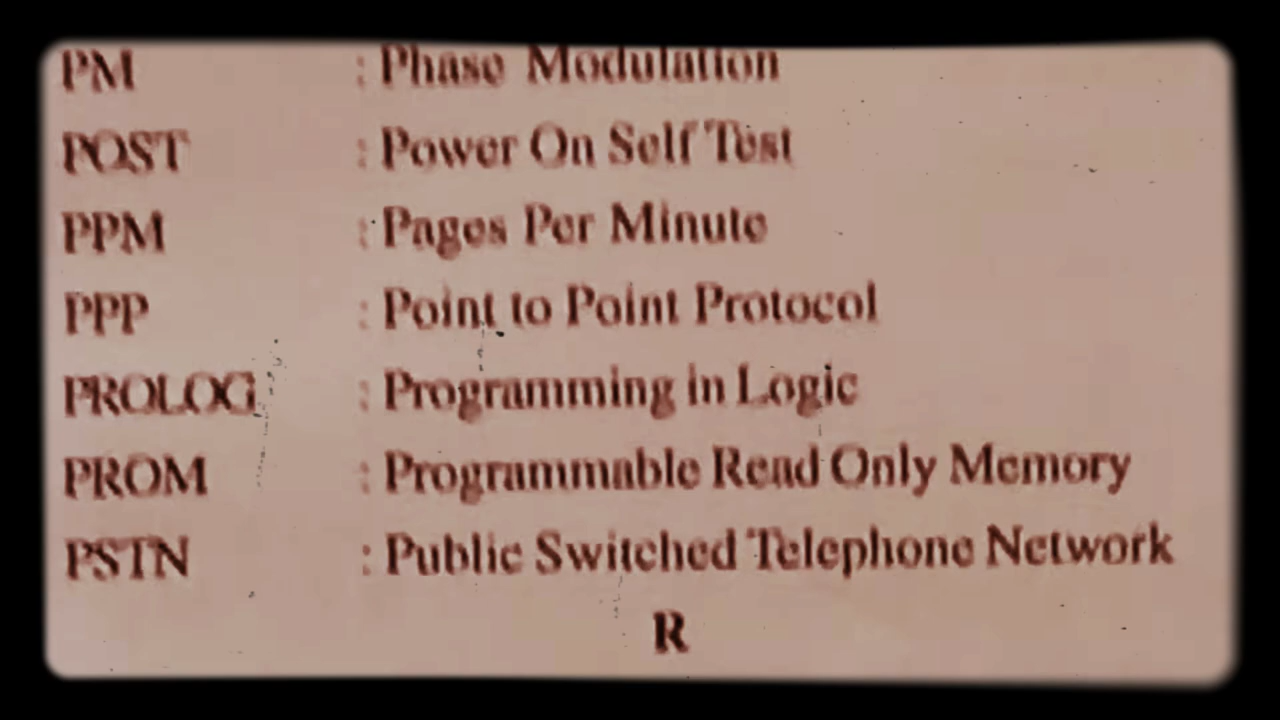 PM : Phase Modulation
POST : Power On Self Test
PPM : Pages Per Minute
PPP : Point to Point Protocol
PROLOG : Programming in Logic
PROM : Programmable Read Only Memory
PSTN : Public Switched Telephone Network
R